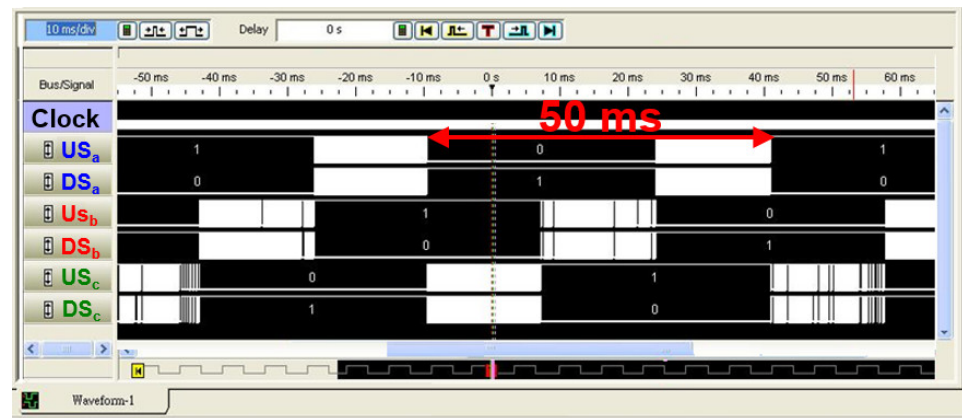 10 ms/div Delay 0 s T
Bus/Signal -50 ms -40 ms -30 ms -20 ms -10 ms 0 s 10 ms 20 ms 30 ms 40 ms 50 ms 60 ms
Clock 50 ms
USa 1 0 1
DSa 0 1 0
Usb 1 0
DSb 0 1
USc 0 1
DSc 1 0
Waveform-1